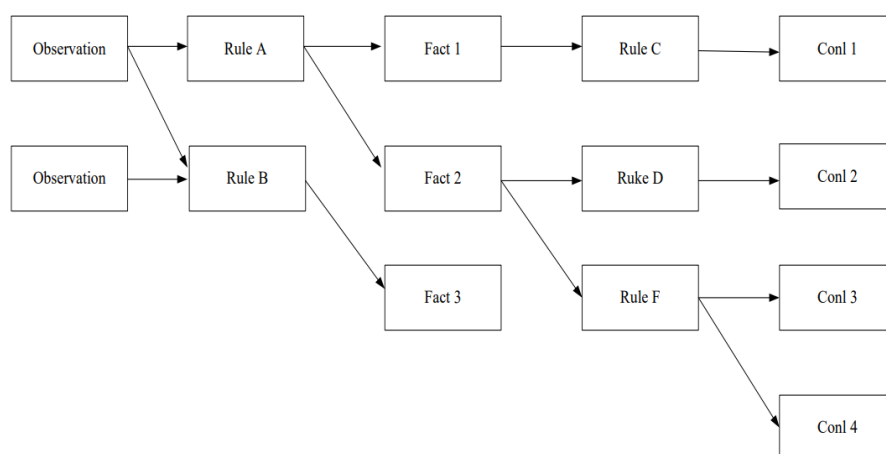 Observation
Rule A
Fact 1
Rule C
Conl 1
Observation
Rule B
Fact 2
Ruke D
Conl 2
Fact 3
Rule F
Conl 3
Conl 4